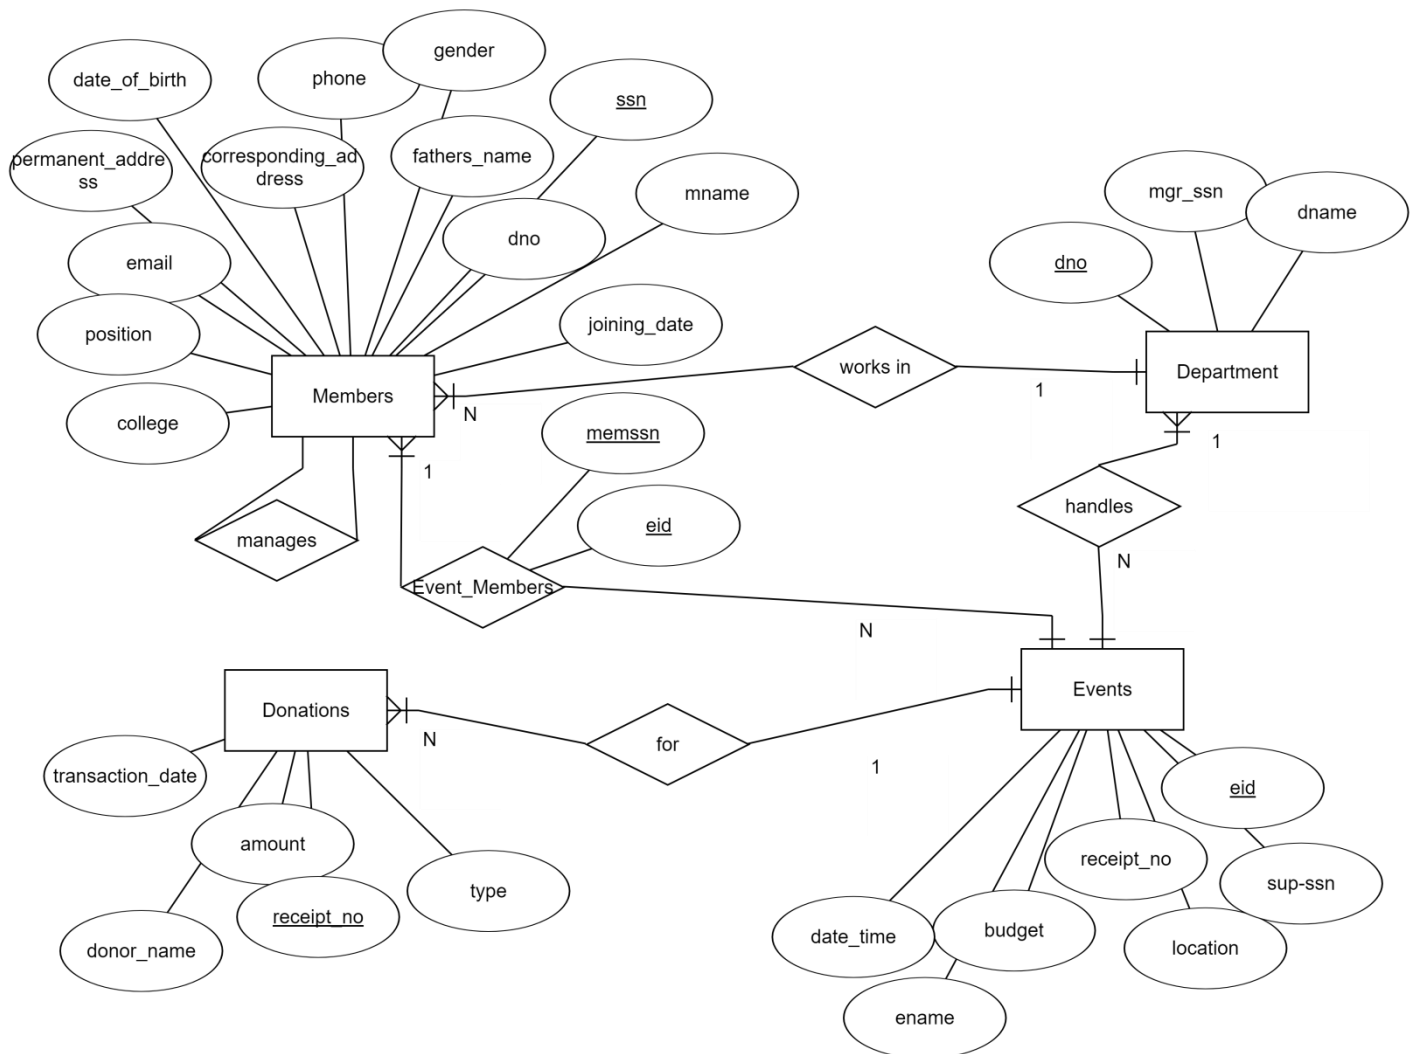 gender
date_of_birth
phone
ssn
permanent_addre
ss
corresponding_ad
dress
fathers_name
mname
mgr_ssn
dname
dno
email
dno
position
joining_date
Members
works in
Department
1
N
college
memssn
1
1
eid
manages
handles
N
Event_Members
N
Donations
Events
N
for
1
transaction_date
eid
amount
receipt_no
type
sup-ssn
receipt_no
donor_name
date_time
budget
location
ename